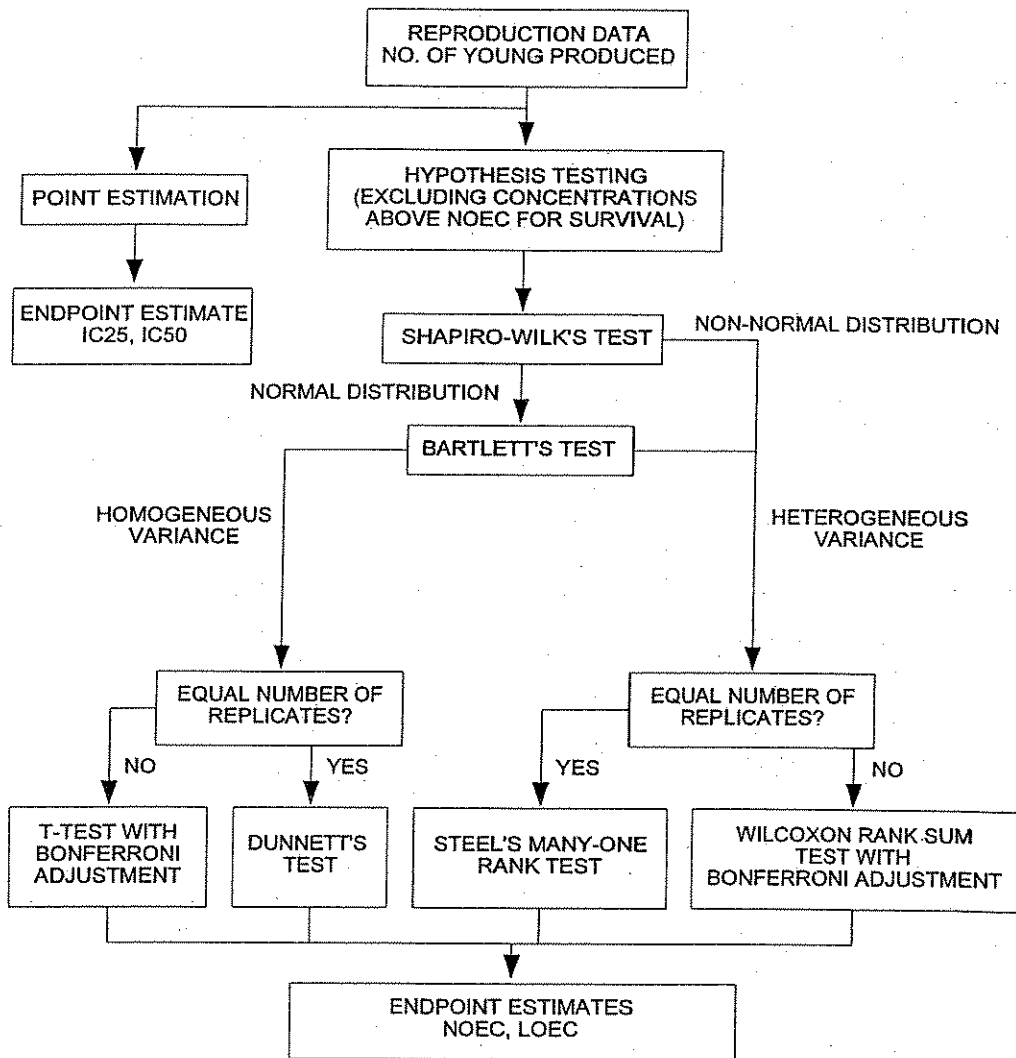 REPRODUCTION DATA
NO. OF YOUNG PRODUCED
POINT ESTIMATION
HYPOTHESIS TESTING
(EXCLUDING CONCENTRATIONS
ABOVE NOEC FOR SURVIVAL)
ENDPOINT ESTIMATE
IC25, IC50
SHAPIRO-WILK'S TEST
NON-NORMAL DISTRIBUTION
NORMAL DISTRIBUTION
BARTLETT'S TEST
HOMOGENEOUS
VARIANCE
HETEROGENEOUS
VARIANCE
EQUAL NUMBER OF
REPLICATES?
EQUAL NUMBER OF
REPLICATES?
NO
YES
YES
NO
T-TEST WITH
BONFERRONI
ADJUSTMENT
DUNNETT'S
TEST
STEEL'S MANY-ONE
RANK TEST
WILCOXON RANK SUM
TEST WITH
BONFERRONI ADJUSTMENT
ENDPOINT ESTIMATES
NOEC, LOEC